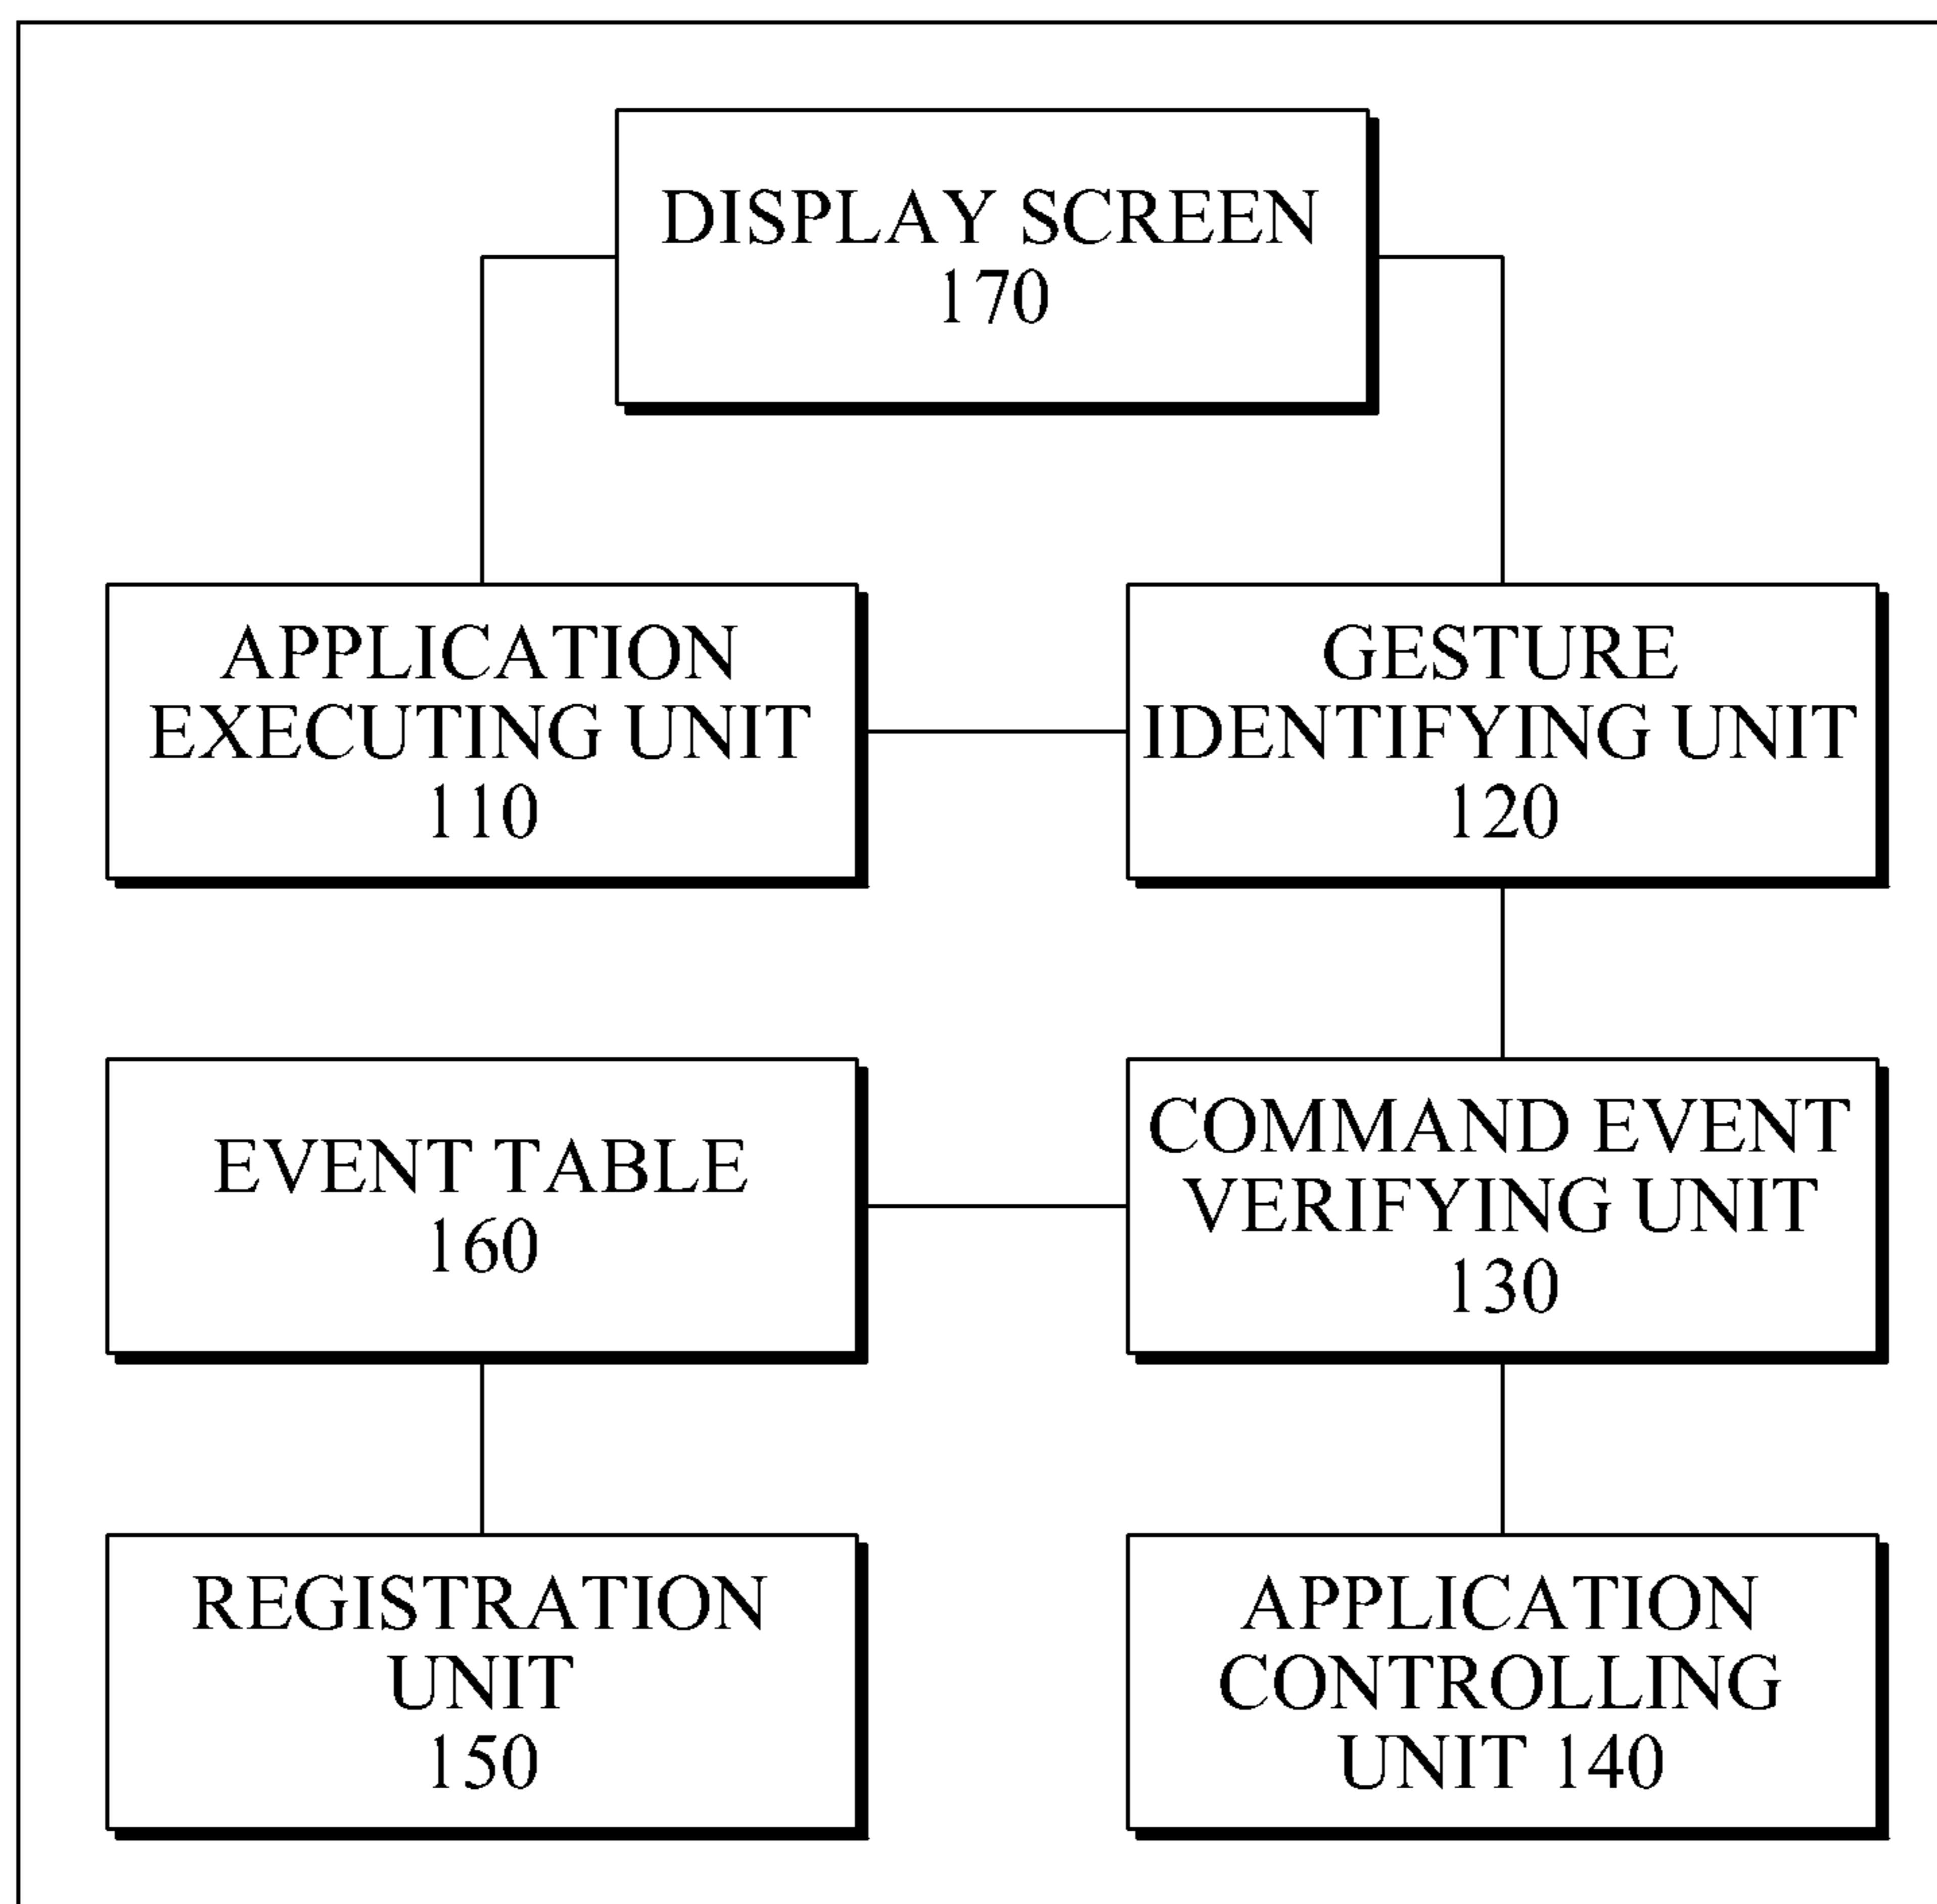 DISPLAY SCREEN
170
APPLICATION
EXECUTING UNIT
110
GESTURE
IDENTIFYING UNIT
120
EVENT TABLE
160
COMMAND EVENT
VERIFYING UNIT
130
REGISTRATION
UNIT
150
APPLICATION
CONTROLLING
UNIT 140